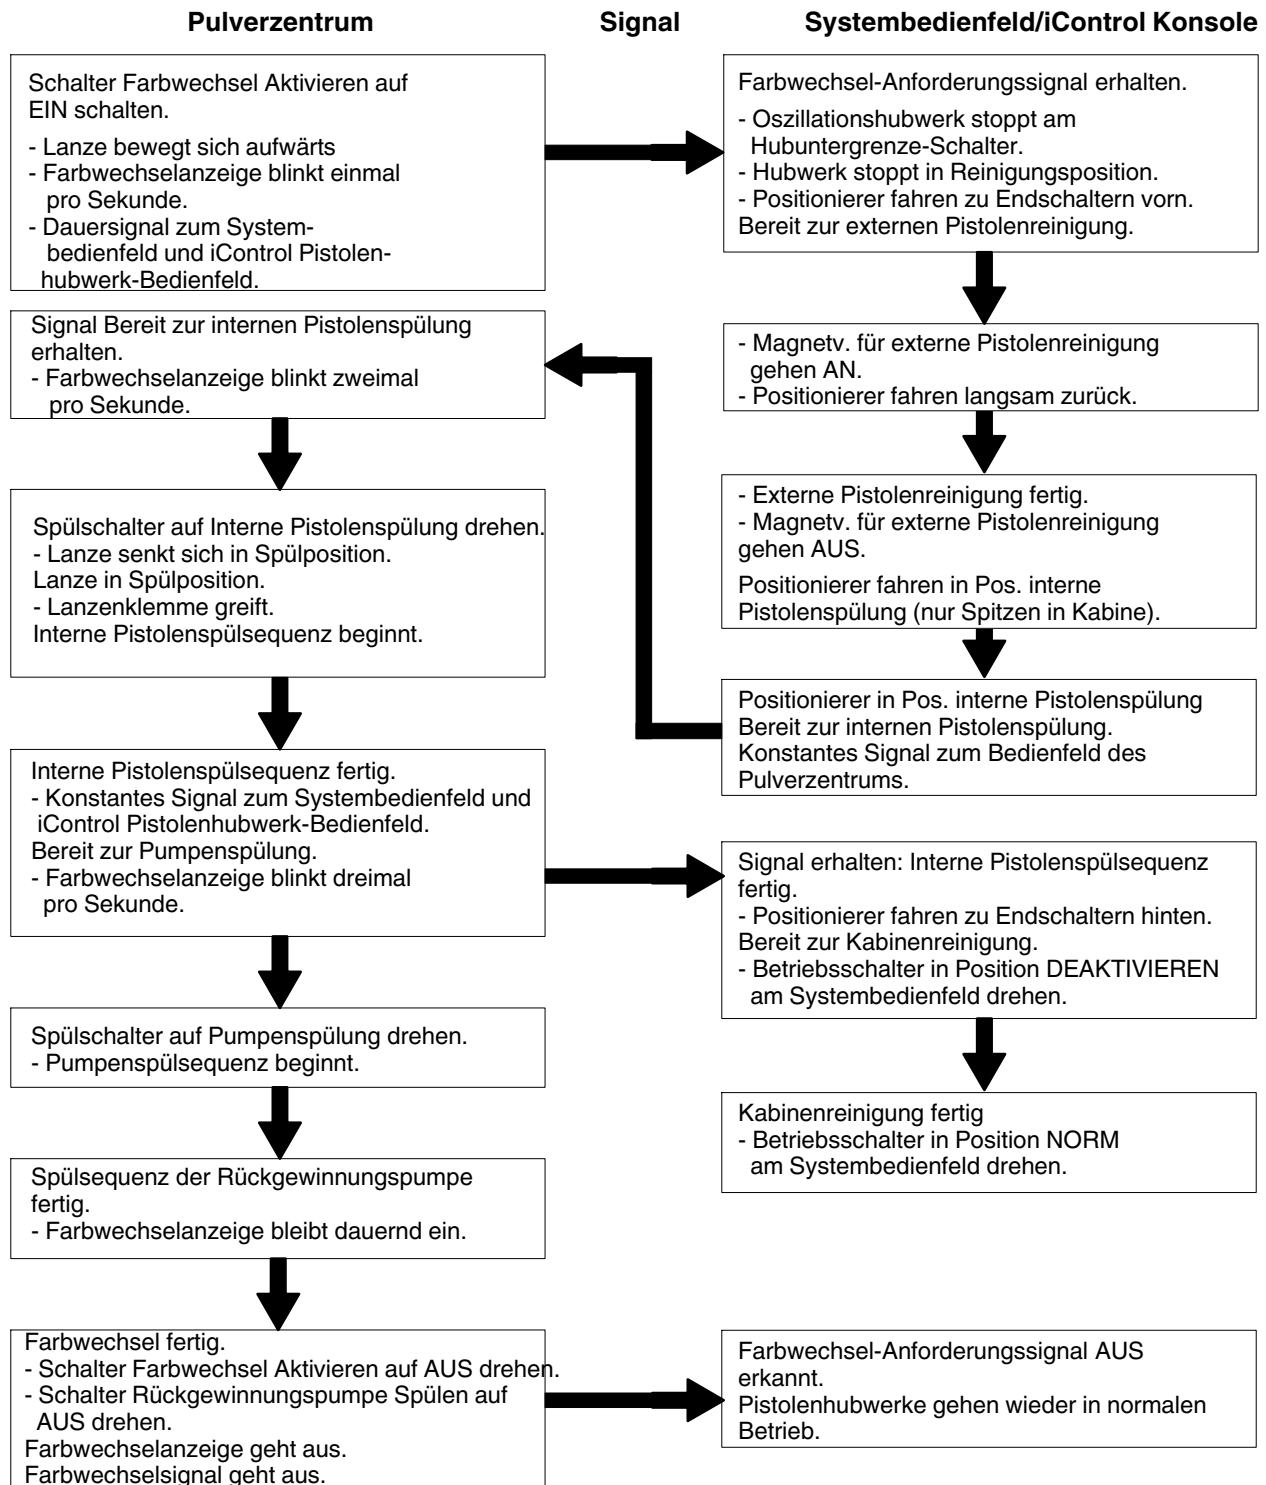 Pulverzentrum
Signal
Systembedienfeld/iControl Konsole
Schalter Farbwechsel Aktivieren auf
EIN schalten.
- Lanze bewegt sich aufwärts
- Farbwechselanzeige blinkt einmal
pro Sekunde.
- Dauersignal zum System-
bedienfeld und iControl Pistolen-
hubwerk-Bedienfeld.
Farbwechsel-Anforderungssignal erhalten.
- Oszillationshubwerk stoppt am
Hubuntergrenze-Schalter.
- Hubwerk stoppt in Reinigungsposition.
- Positionierer fahren zu Endschaltern vorn.
Bereit zur externen Pistolenreinigung.
- Magnetv. für externe Pistolenreinigung
gehen AN.
- Positionierer fahren langsam zurück.
- Externe Pistolenreinigung fertig.
- Magnetv. für externe Pistolenreinigung
gehen AUS.
Positionierer fahren in Pos. interne
Pistolenspülung (nur Spitzen in Kabine).
Positionierer in Pos. interne Pistolenspülung
Bereit zur internen Pistolenspülung.
Konstantes Signal zum Bedienfeld des
Pulverzentrums.
Signal Bereit zur internen Pistolenspülung
erhalten.
- Farbwechselanzeige blinkt zweimal
pro Sekunde.
Spülschalter auf Interne Pistolenspülung drehen.
- Lanze senkt sich in Spülposition.
Lanze in Spülposition.
- Lanzenklemme greift.
Interne Pistolenspülsequenz beginnt.
Interne Pistolenspülsequenz fertig.
- Konstantes Signal zum Systembedienfeld und
iControl Pistolenhubwerk-Bedienfeld.
Bereit zur Pumpenspülung.
- Farbwechselanzeige blinkt dreimal
pro Sekunde.
Signal erhalten: Interne Pistolenspülsequenz
fertig.
- Positionierer fahren zu Endschaltern hinten.
Bereit zur Kabinenreinigung.
- Betriebsschalter in Position DEAKTIVIEREN
am Systembedienfeld drehen.
Kabinenreinigung fertig
- Betriebsschalter in Position NORM
am Systembedienfeld drehen.
Spülschalter auf Pumpenspülung drehen.
- Pumpenspülsequenz beginnt.
Spülsequenz der Rückgewinnungspumpe
fertig.
- Farbwechselanzeige bleibt dauernd ein.
Farbwechsel fertig.
- Schalter Farbwechsel Aktivieren auf AUS drehen.
- Schalter Rückgewinnungspumpe Spülen auf
AUS drehen.
Farbwechselanzeige geht aus.
Farbwechselsignal geht aus.
Farbwechsel-Anforderungssignal AUS
erkannt.
Pistolenhubwerke gehen wieder in normalen
Betrieb.